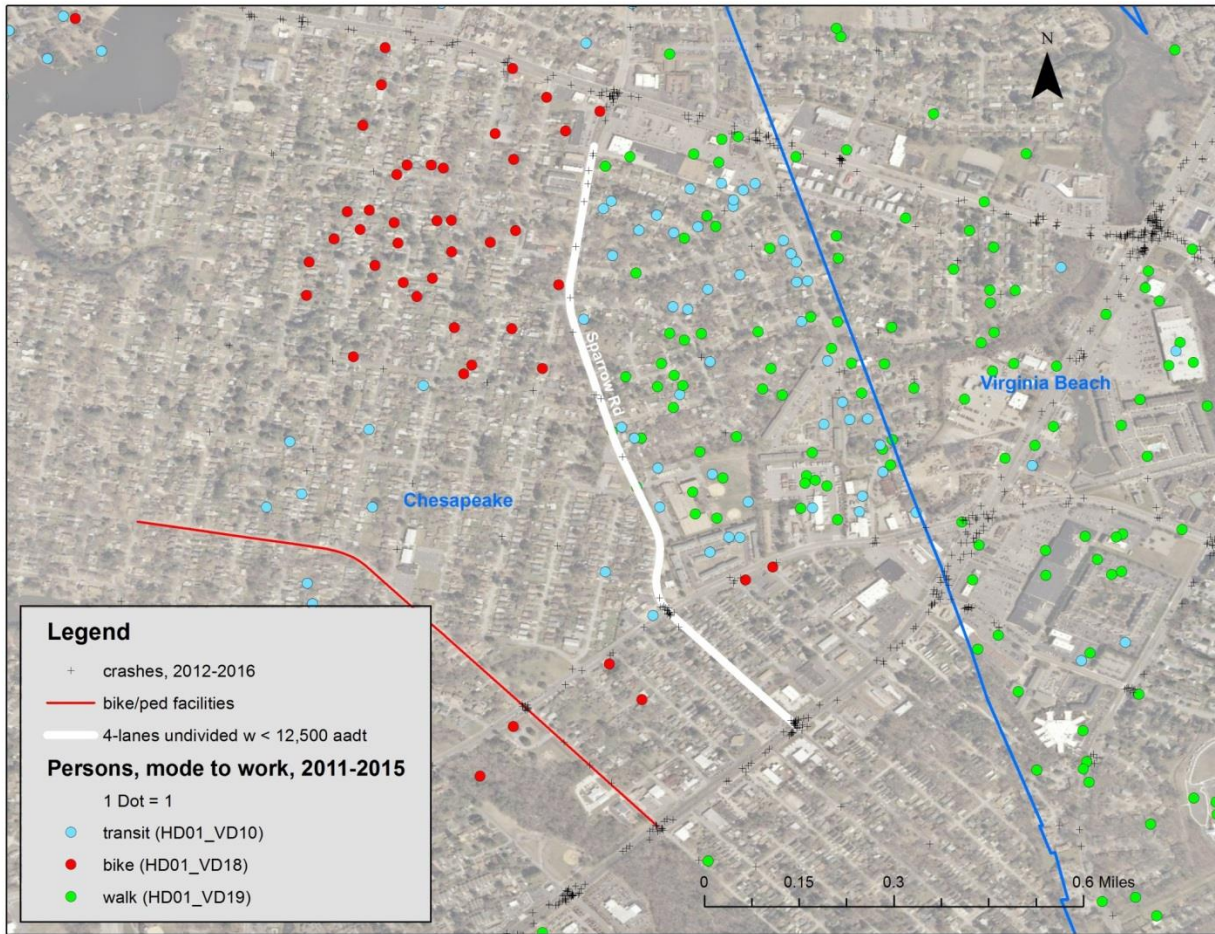 N
Sparrow Rd
Virginia Beach
Chesapeake
Legend
crashes, 2012-2016
bike/ped facilities
4-lanes undivided w < 12,500 aadt
Persons, mode to work, 2011-2015
1 Dot = 1
transit (HD01_VD10)
bike (HD01_VD18)
walk (HD01_VD19)
0 0.15 0.3 0.6 Miles